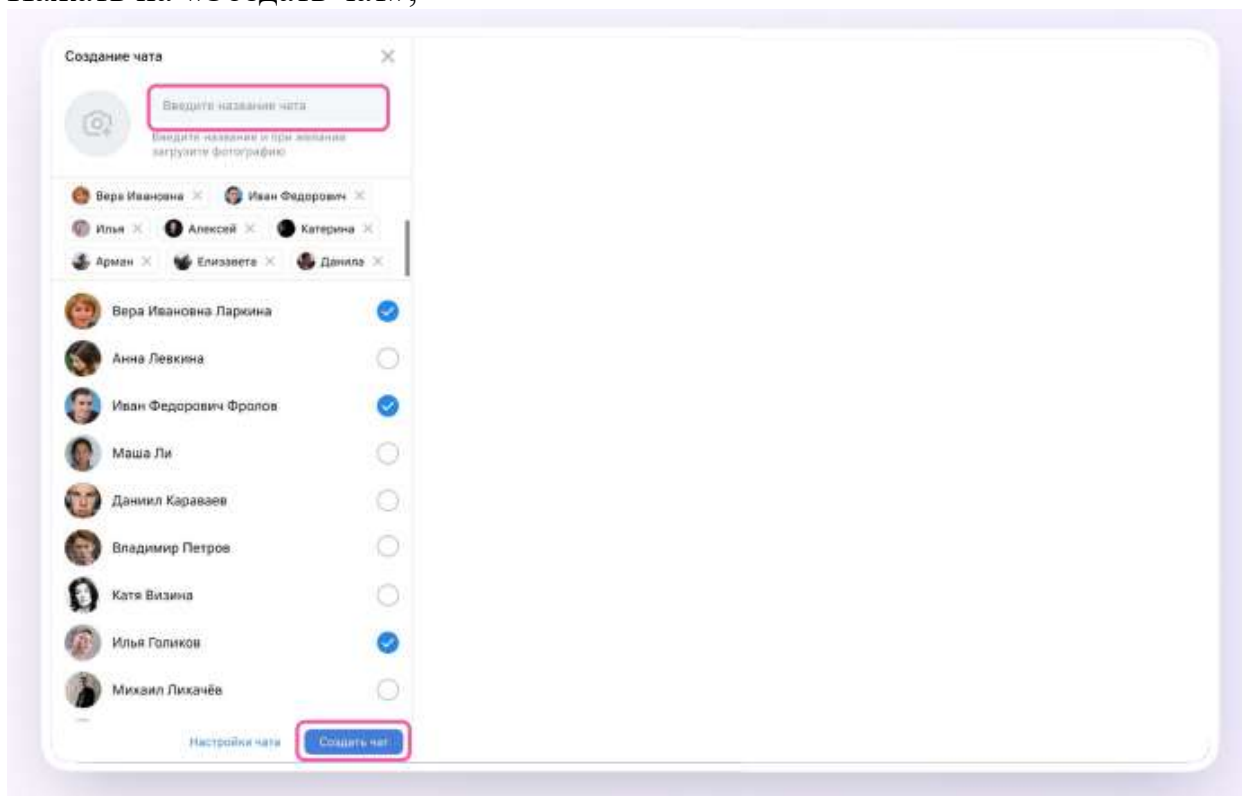 Создание чата
Введите название чата
Введите название и при желании
загрузите фотографию
Вера Ивановна Иван Федорович
Илья Алексей Катерина
Арман Елизавета Данила
Вера Ивановна Ларкина
Анна Левкина
Иван Федорович Фролов
Маша Ли
Даниил Караваев
Владимир Петров
Катя Визина
Илья Голиков
Михаил Лихачёв
Настройки чата Создать чат